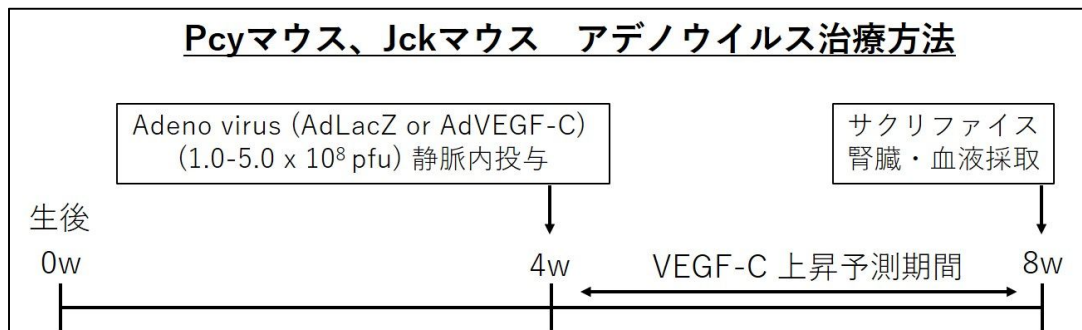 Pcyマウス、Jckマウス　アデノウイルス治療方法
Adeno virus (AdLacZ or AdVEGF-C)
(1.0-5.0 x 10⁸ pfu) 静脈内投与
サクリファイス
腎臓・血液採取
生後
0w
4w
VEGF-C 上昇予測期間
8w